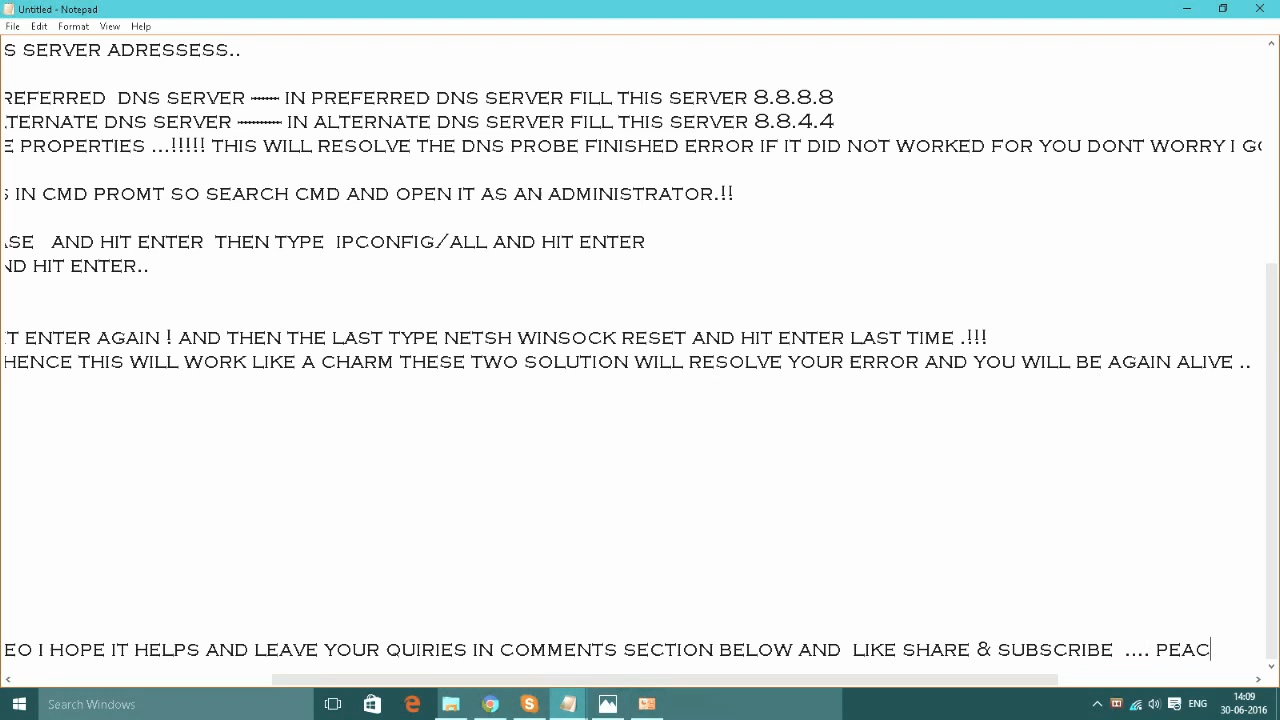 Untitled - Notepad
File Edit Format View Help
S SERVER ADRESSESS..
REFERRED  DNS SERVER ------- IN PREFERRED DNS SERVER FILL THIS SERVER 8.8.8.8
TERNATE DNS SERVER ----------- IN ALTERNATE DNS SERVER FILL THIS SERVER 8.8.4.4
E PROPERTIES ...!!!!! THIS WILL RESOLVE THE DNS PROBE FINISHED ERROR IF IT DID NOT WORKED FOR YOU DONT WORRY I GO
S IN CMD PROMT SO SEARCH CMD AND OPEN IT AS AN ADMINISTRATOR.!!
ASE   AND HIT ENTER  THEN TYPE  IPCONFIG/ALL AND HIT ENTER
ND HIT ENTER..
IT ENTER AGAIN ! AND THEN THE LAST TYPE NETSH WINSOCK RESET AND HIT ENTER LAST TIME .!!!
HENCE THIS WILL WORK LIKE A CHARM THESE TWO SOLUTION WILL RESOLVE YOUR ERROR AND YOU WILL BE AGAIN ALIVE ..
EO I HOPE IT HELPS AND LEAVE YOUR QUIRIES IN COMMENTS SECTION BELOW AND  LIKE SHARE & SUBSCRIBE  .... PEAC
Search Windows
ENG
14:09
30-06-2016